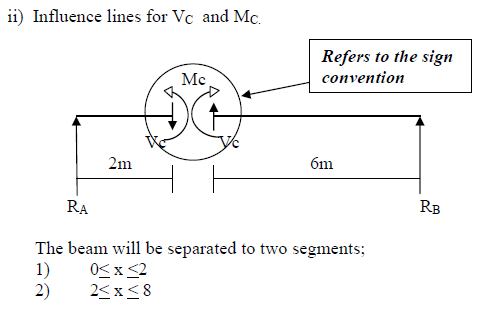 ii) Influence lines for VC and MC.
Refers to the sign
convention
Mc
Vc
Vc
2m
6m
RA
RB
The beam will be separated to two segments;
1) 0≤ x ≤2
2) 2≤ x ≤ 8